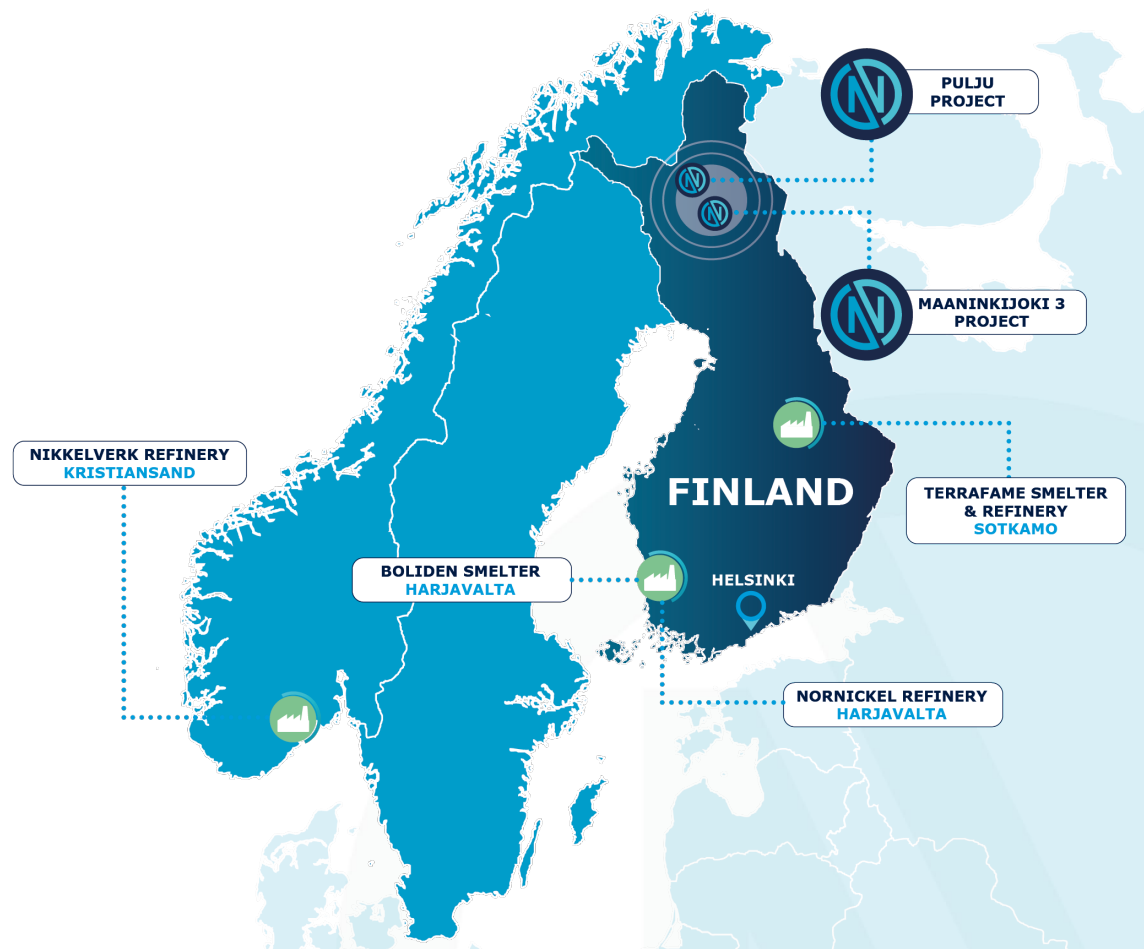 PULJU
PROJECT
MAANINKIJOKI 3
PROJECT
NIKKELVERK REFINERY
KRISTIANSAND
FINLAND
TERRAFAME SMELTER
& REFINERY
SOTKAMO
BOLIDEN SMELTER
HARJAVALTA
HELSINKI
NORNICKEL REFINERY
HARJAVALTA